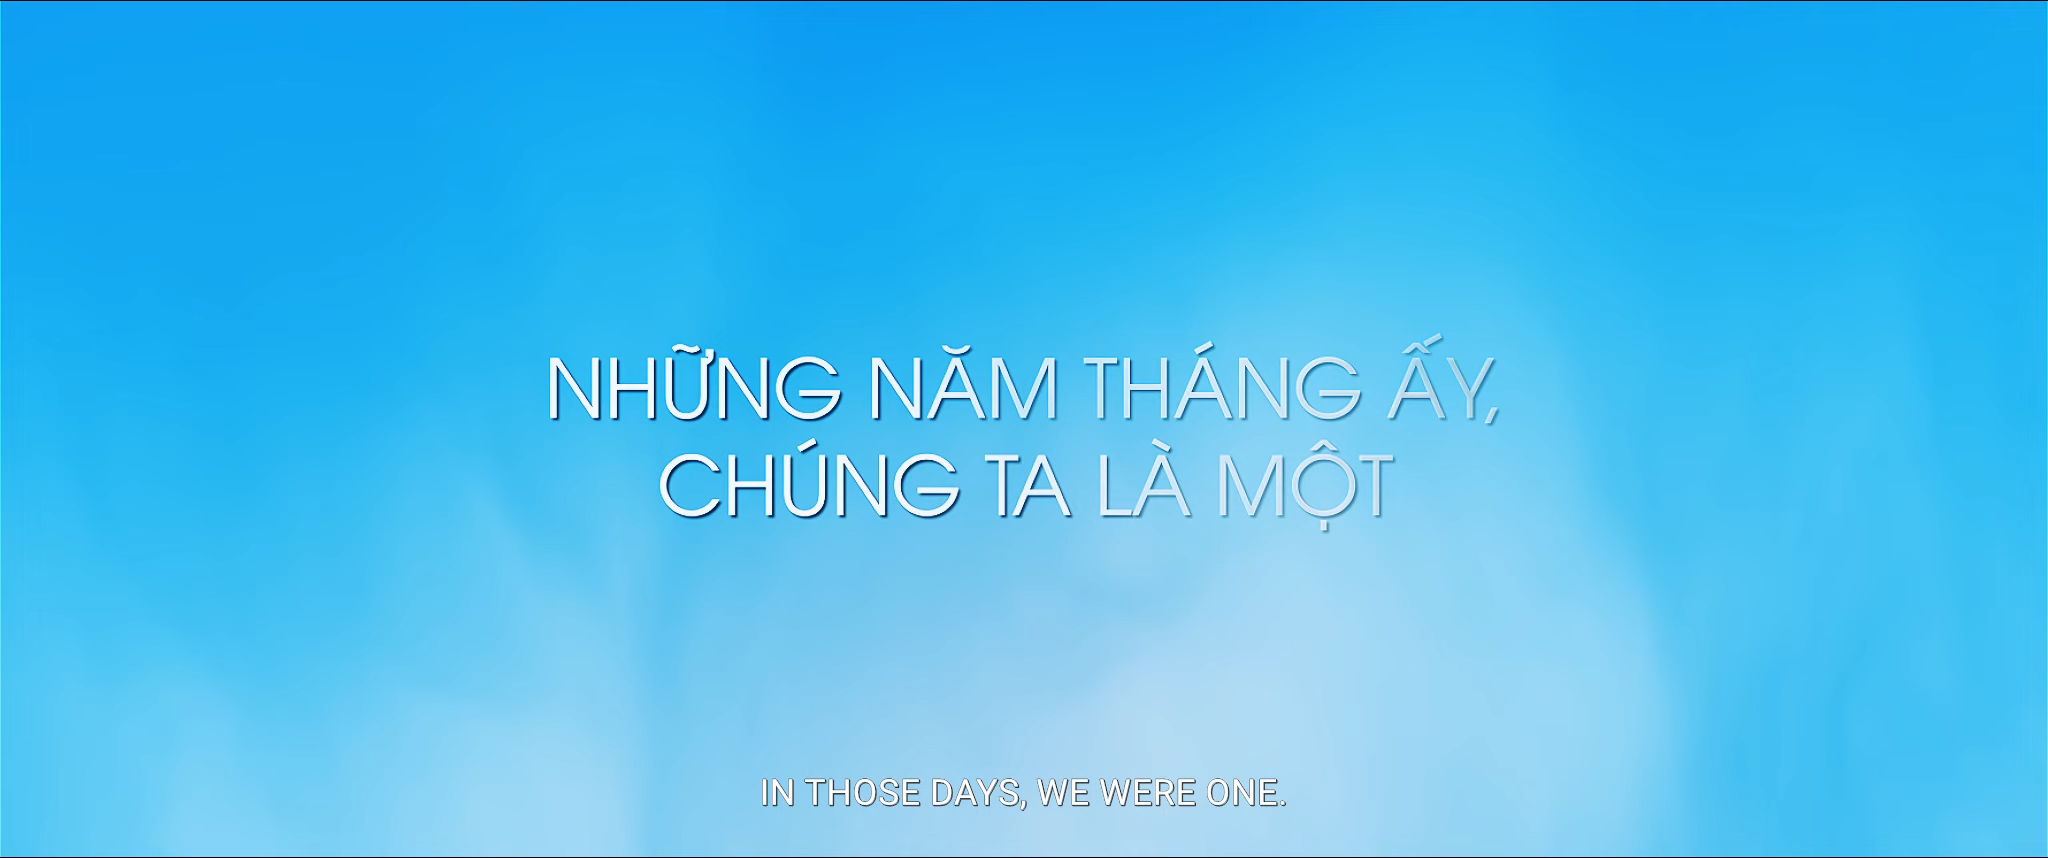 NHỮNG NĂM THÁNG ẤY,
CHÚNG TA LÀ MỘT
IN THOSE DAYS, WE WERE ONE.